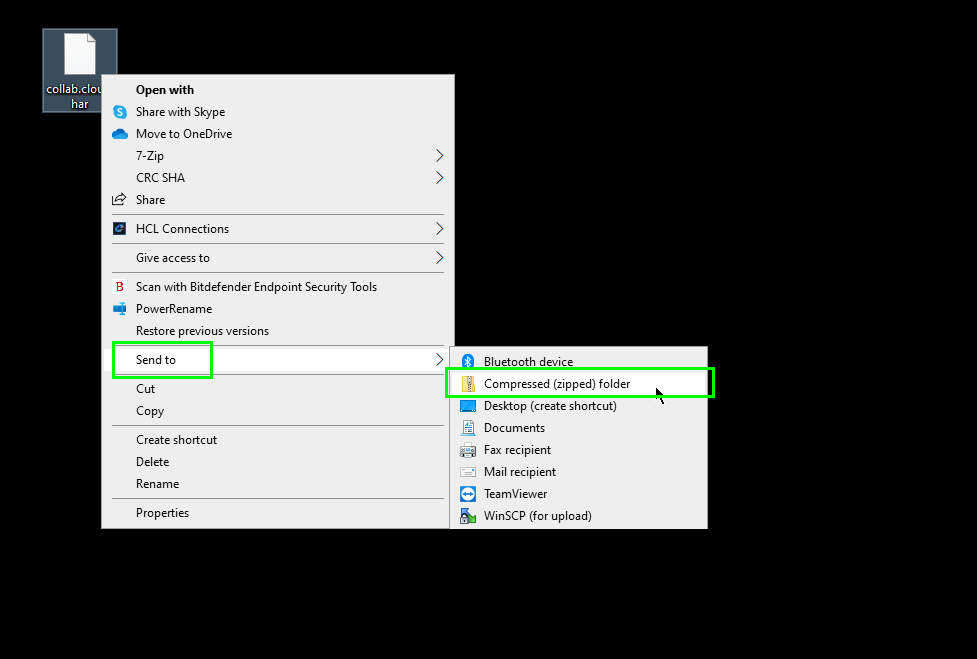 collab.clou
har
Open with
Share with Skype
Move to OneDrive
7-Zip
CRC SHA
Share
HCL Connections
Give access to
Scan with Bitdefender Endpoint Security Tools
PowerRename
Restore previous versions
Send to
Cut
Copy
Create shortcut
Delete
Rename
Properties
Bluetooth device
Compressed (zipped) folder
Desktop (create shortcut)
Documents
Fax recipient
Mail recipient
TeamViewer
WinSCP (for upload)